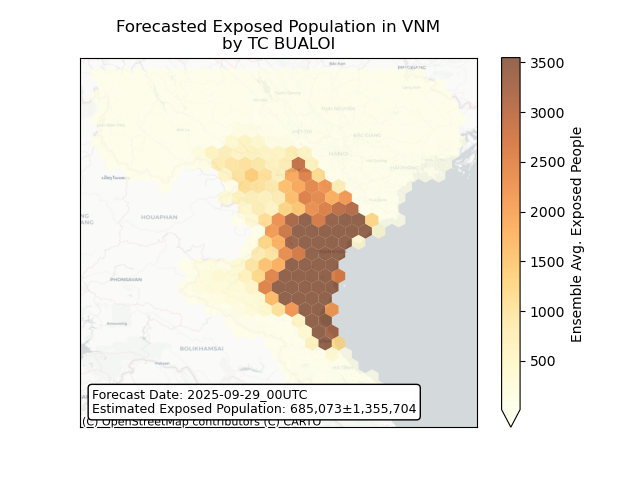 Forecasted Exposed Population in VNM
by TC BUALOI
3500
3000
2500
2000
1500
1000
500
Ensemble Avg. Exposed People
HOUAPHAN
PHONSAVAN
BOLIKHAMSAI
Forecast Date: 2025-09-29_00UTC
Estimated Exposed Population: 685,073±1,355,704
(C) OpenStreetMap contributors (C) CARTO